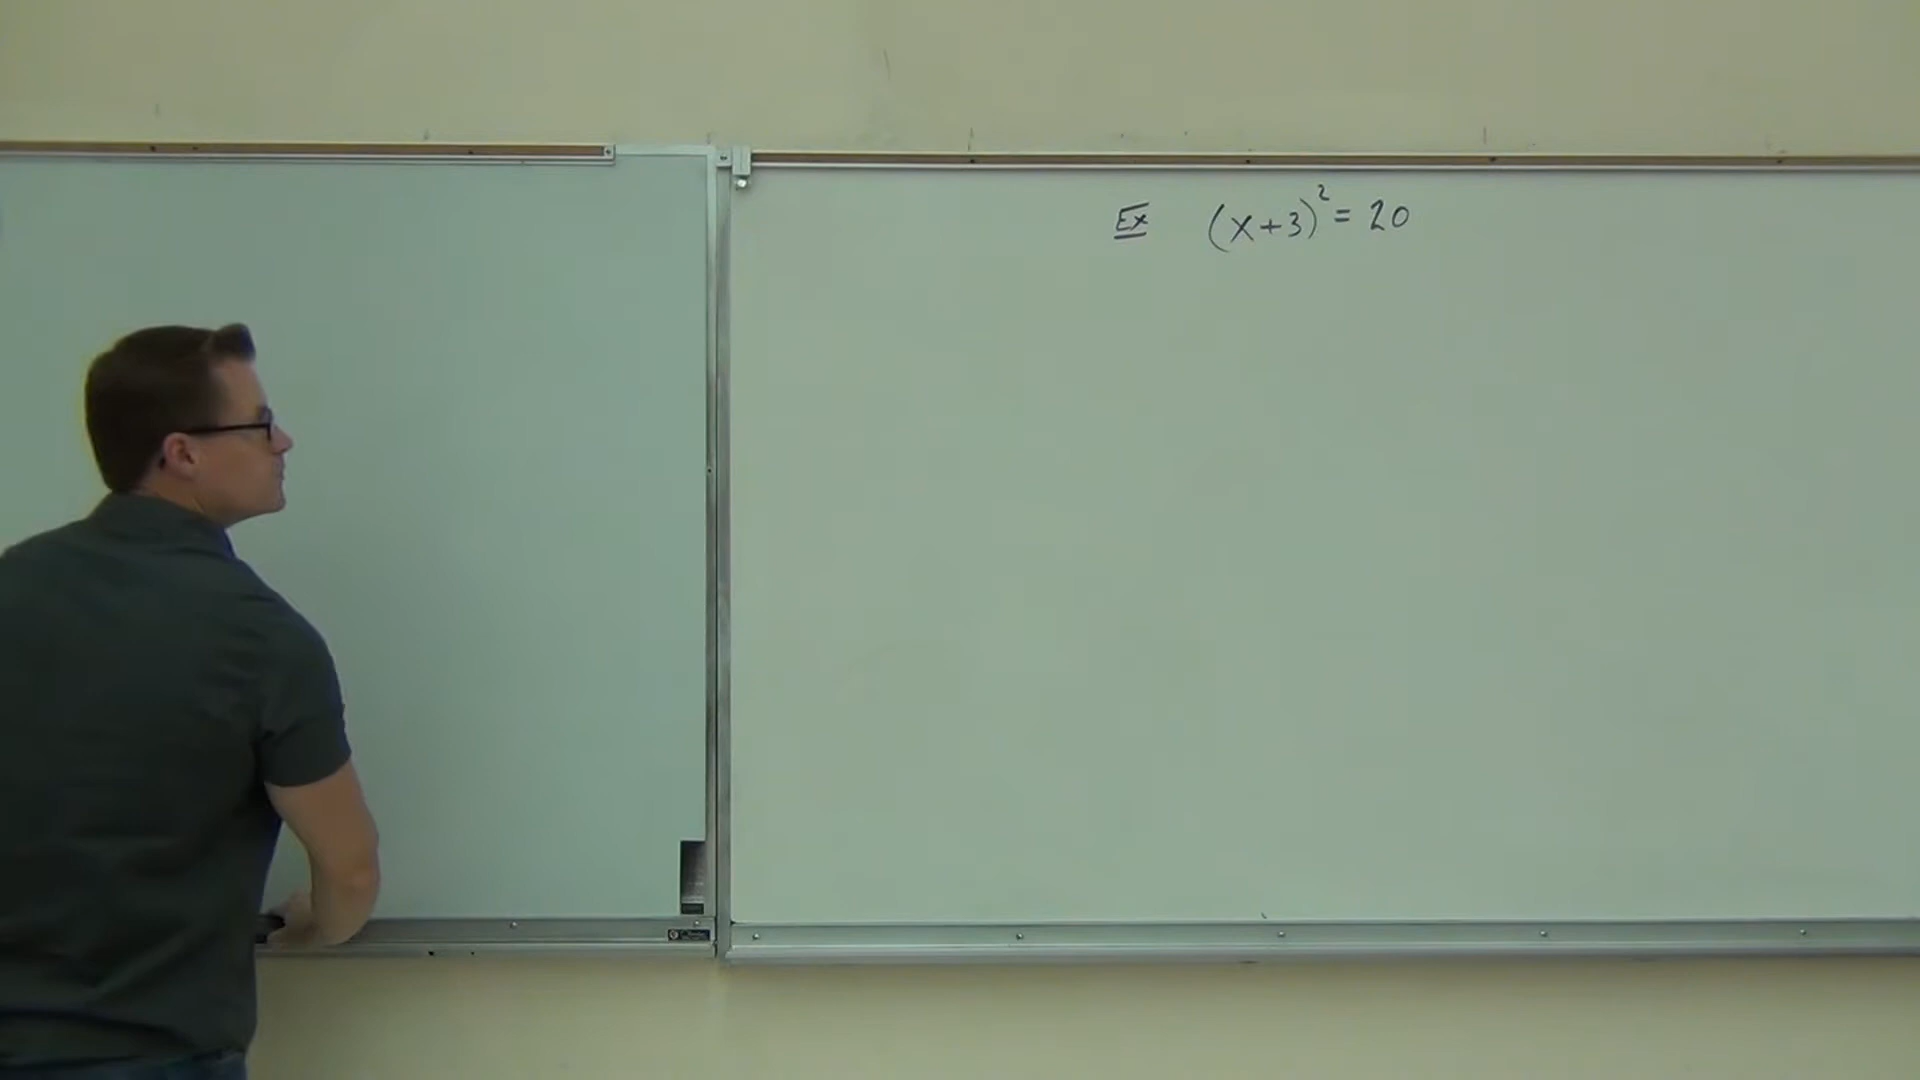 Ex (x+3)² = 20